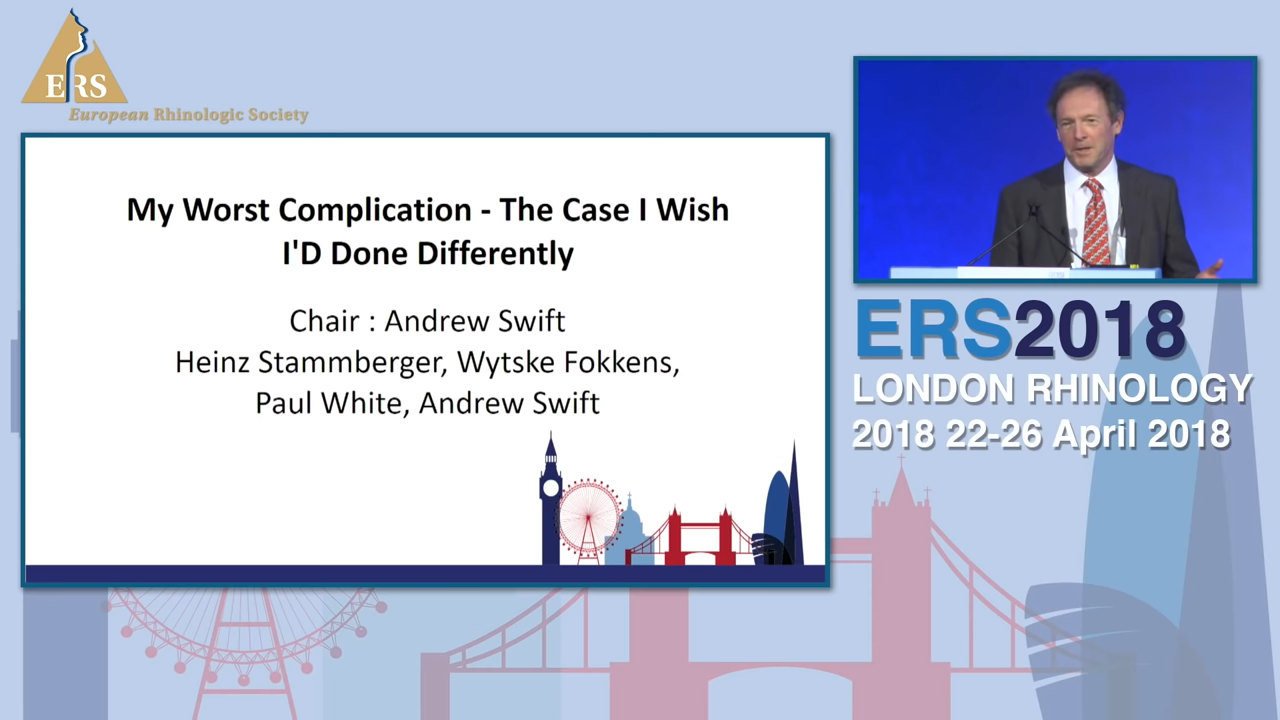 ERS
European Rhinologic Society
My Worst Complication - The Case I Wish
I'D Done Differently
Chair : Andrew Swift
Heinz Stammberger, Wytske Fokkens,
Paul White, Andrew Swift
ERS2018
LONDON RHINOLOGY
2018 22-26 April 2018